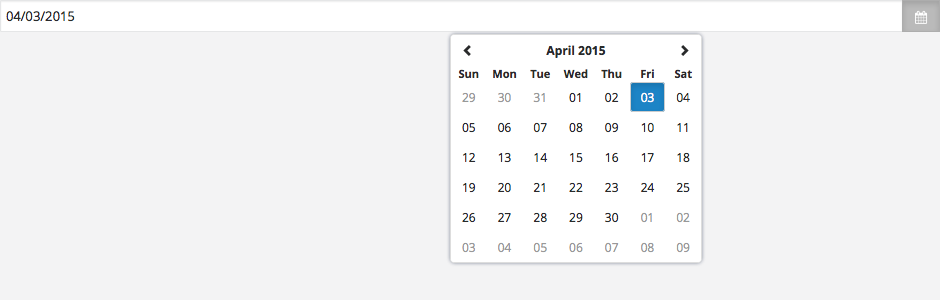 04/03/2015
April 2015
Sun Mon Tue Wed Thu Fri Sat
29 30 31 01 02 03 04
05 06 07 08 09 10 11
12 13 14 15 16 17 18
19 20 21 22 23 24 25
26 27 28 29 30 01 02
03 04 05 06 07 08 09